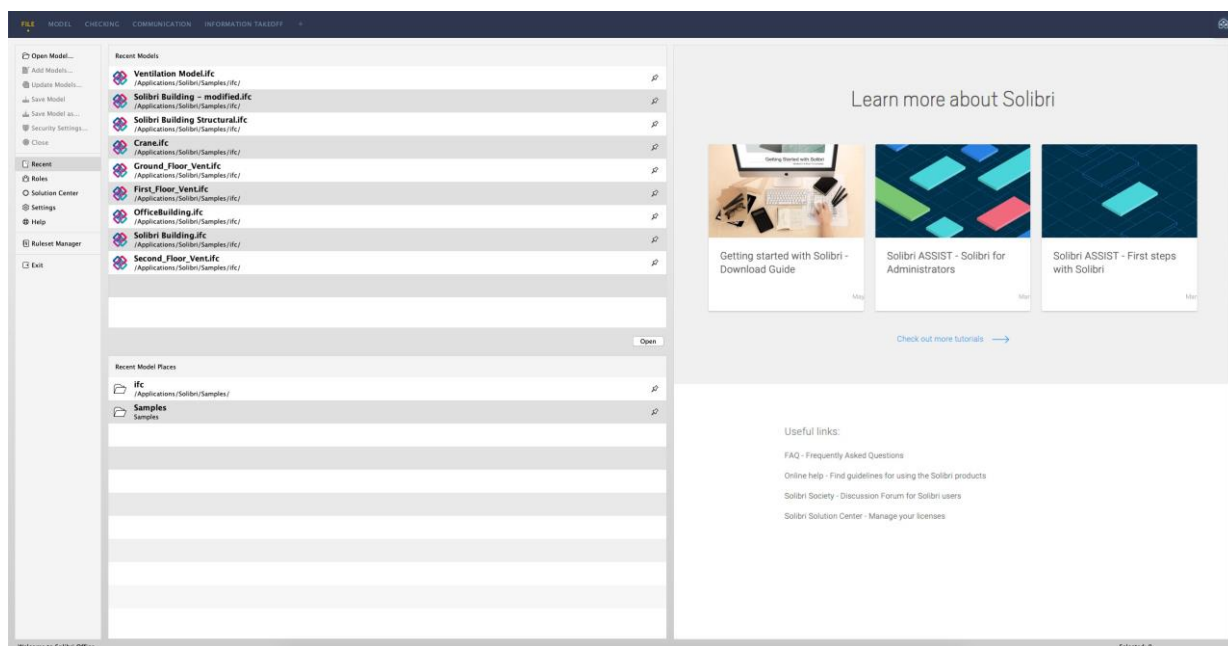 FILE MODEL CHECKING COMMUNICATION INFORMATION TAKEOFF +
Open Model...
Add Models...
Update Models...
Save Model
Save Model as...
Security Settings...
Close
Recent
Roles
Solution Center
Settings
Help
Ruleset Manager
Exit
Recent Models
Ventilation Model.ifc
/Applications/Solibri/Samples/ifc/
Solibri Building - modified.ifc
/Applications/Solibri/Samples/ifc/
Solibri Building Structural.ifc
/Applications/Solibri/Samples/ifc/
Crane.ifc
/Applications/Solibri/Samples/ifc/
Ground_Floor_Vent.ifc
/Applications/Solibri/Samples/ifc/
First_Floor_Vent.ifc
/Applications/Solibri/Samples/ifc/
OfficeBuilding.ifc
/Applications/Solibri/Samples/ifc/
Solibri Building.ifc
/Applications/Solibri/Samples/ifc/
Second_Floor_Vent.ifc
/Applications/Solibri/Samples/ifc/
Open
Recent Model Places
ifc
/Applications/Solibri/Samples/
Samples
Samples
Learn more about Solibri
Getting Started with Solibri
Getting started with Solibri -
Download Guide
May
Solibri ASSIST - Solibri for
Administrators
Mar
Solibri ASSIST - First steps
with Solibri
Mar
Check out more tutorials
Useful links:
FAQ - Frequently Asked Questions
Online help - Find guidelines for using the Solibri products
Solibri Society - Discussion Forum for Solibri users
Solibri Solution Center - Manage your licenses